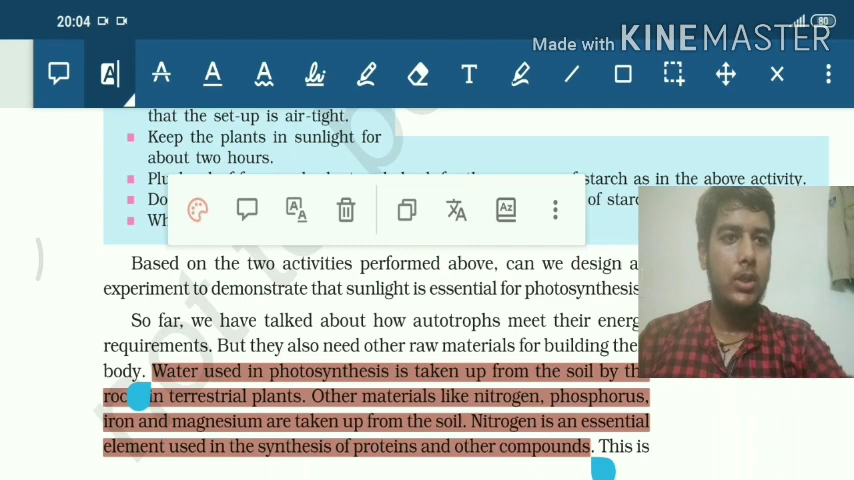 20:04
80
Made with KINEMASTER
that the set-up is air-tight.
Keep the plants in sunlight for
about two hours.
starch as in the above activity.
Do
of
Wh
Based on the two activities performed above, can we design a
experiment to demonstrate that sunlight is essential for photosynthesis
So far, we have talked about how autotrophs meet their energ
requirements. But they also need other raw materials for building the
body. Water used in photosynthesis is taken up from the soil by th
roo in terrestrial plants. Other materials like nitrogen, phosphorus,
iron and magnesium are taken up from the soil. Nitrogen is an essential
element used in the synthesis of proteins and other compounds. This is